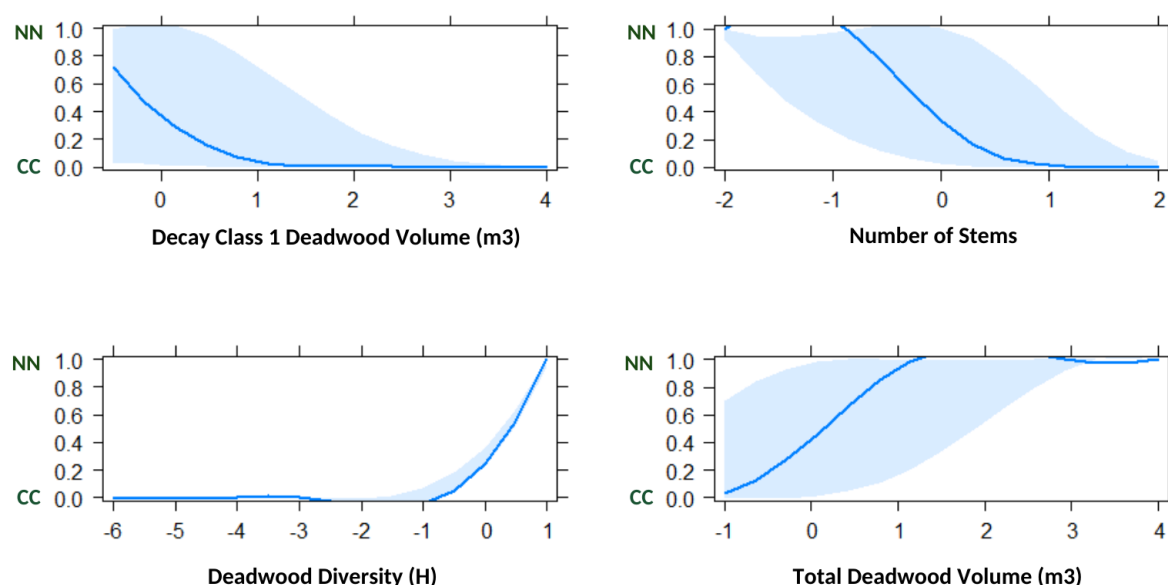 NN 1.0
0.8
0.6
0.4
0.2
CC 0.0
0 1 2 3 4
Decay Class 1 Deadwood Volume (m3)
NN 1.0
0.8
0.6
0.4
0.2
CC 0.0
-2 -1 0 1 2
Number of Stems
NN 1.0
0.8
0.6
0.4
0.2
CC 0.0
-6 -5 -4 -3 -2 -1 0 1
Deadwood Diversity (H)
NN 1.0
0.8
0.6
0.4
0.2
CC 0.0
-1 0 1 2 3 4
Total Deadwood Volume (m3)